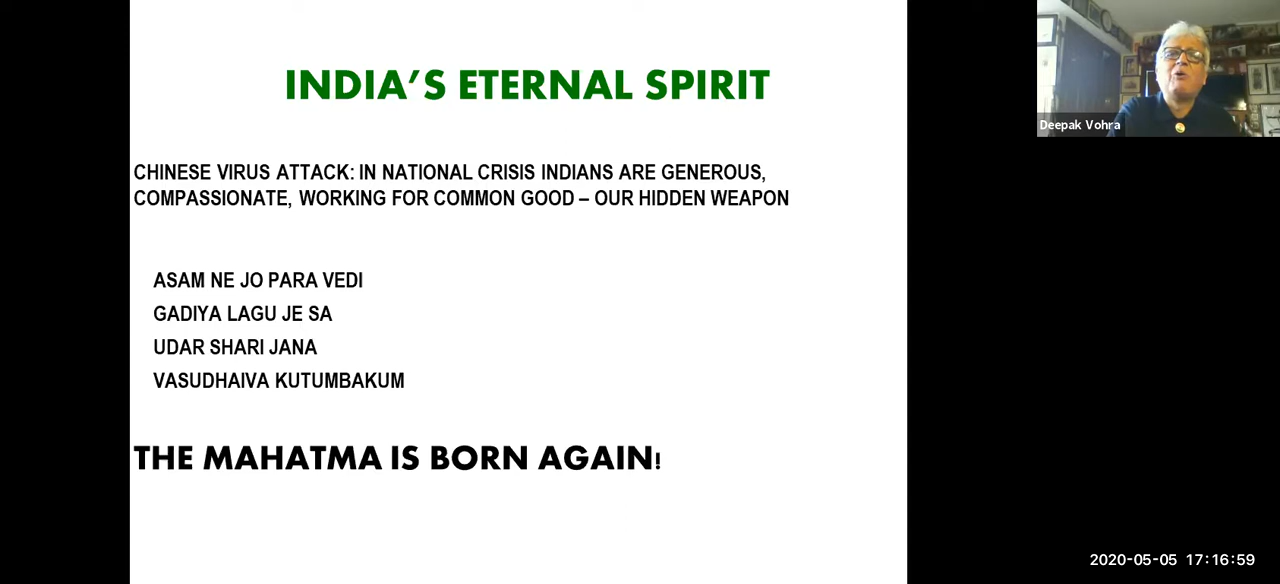 INDIA'S ETERNAL SPIRIT
CHINESE VIRUS ATTACK: IN NATIONAL CRISIS INDIANS ARE GENEROUS,
COMPASSIONATE, WORKING FOR COMMON GOOD – OUR HIDDEN WEAPON
ASAM NE JO PARA VEDI
GADIYA LAGU JE SA
UDAR SHARI JANA
VASUDHAIVA KUTUMBAKUM
THE MAHATMA IS BORN AGAIN!
Deepak Vohra
2020-05-05 17:16:59